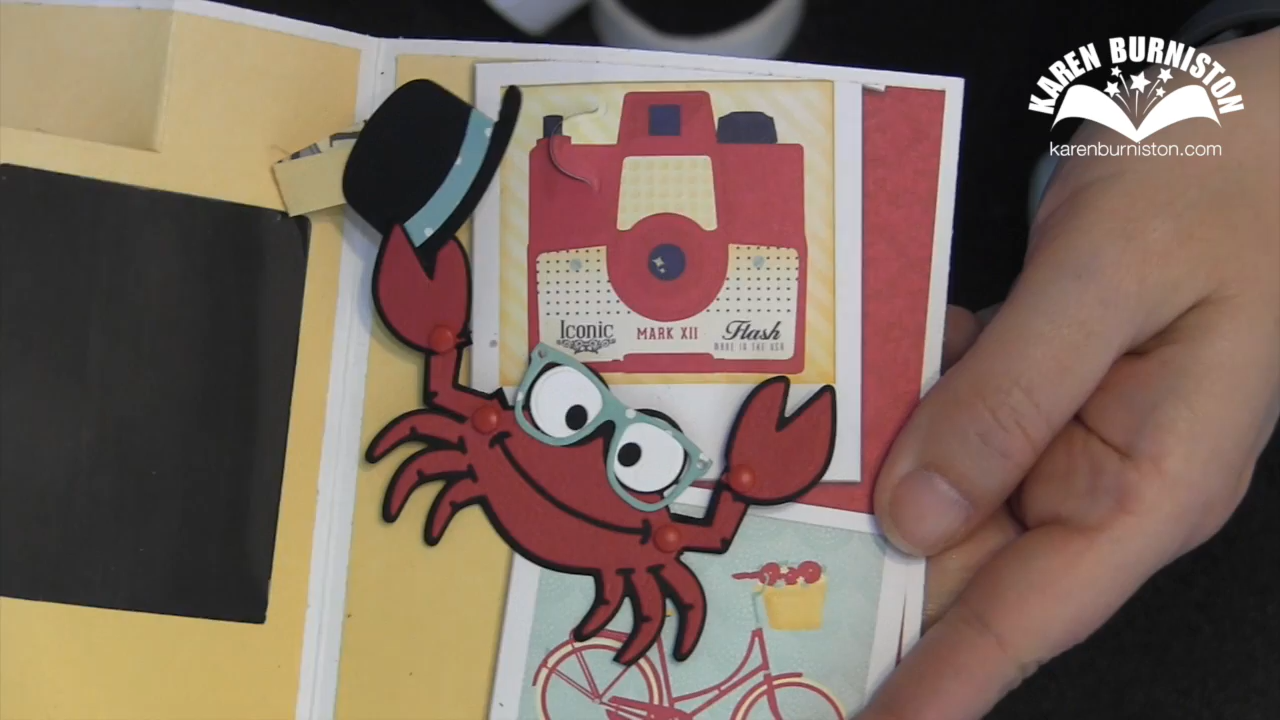 KAREN BURNISTON
karenburniston.com
Iconic MARK XII Flash
MADE IN THE USA